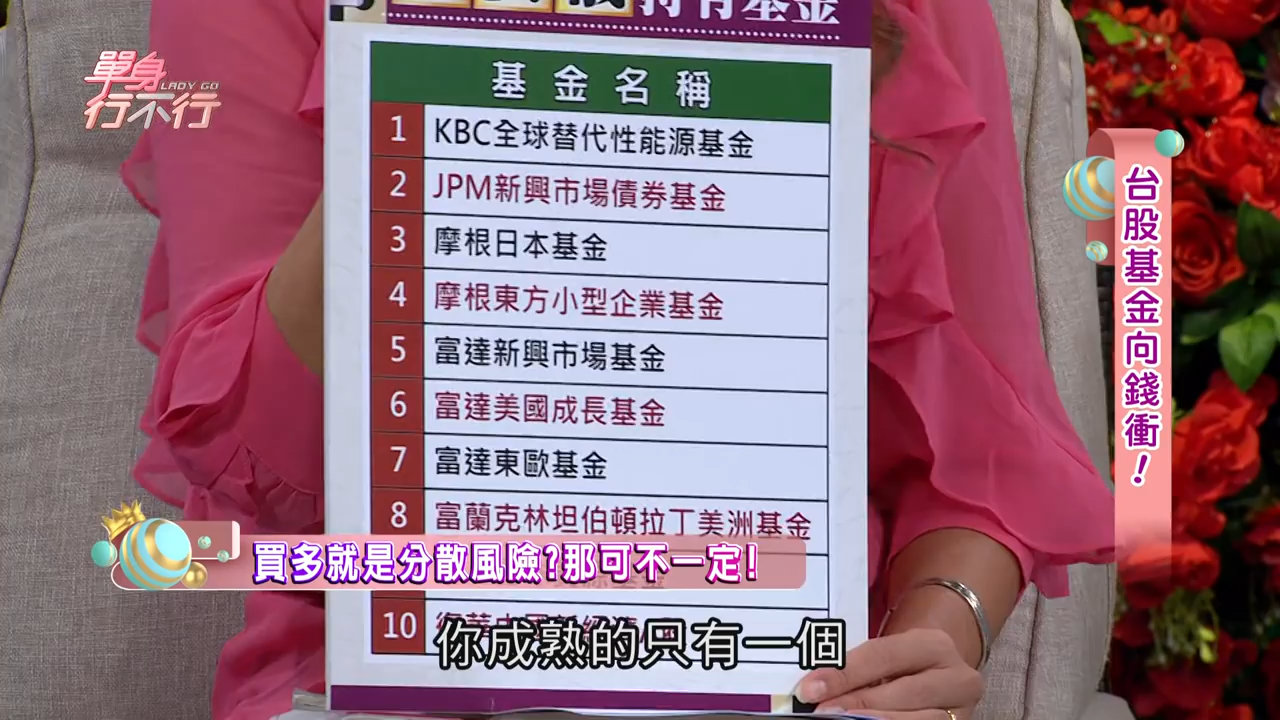 持有基金
單身
LADY GO
行不行
基金名稱
1 KBC全球替代性能源基金
2 JPM新興市場債券基金
3 摩根日本基金
4 摩根東方小型企業基金
5 富達新興市場基金
6 富達美國成長基金
7 富達東歐基金
8 富蘭克林坦伯頓拉丁美洲基金
10
台股基金向錢衝！
買多就是分散風險?那可不一定!
你成熟的只有一個